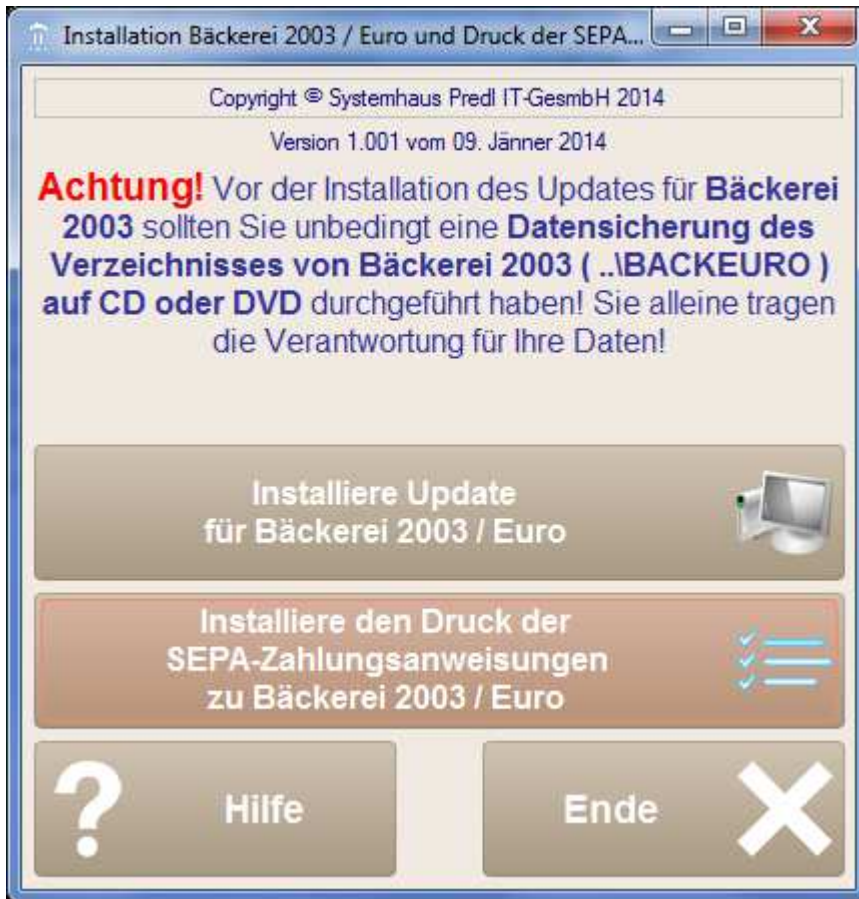 Installation Bäckerei 2003 / Euro und Druck der SEPA...
Copyright © Systemhaus Predl IT-GesmbH 2014
Version 1.001 vom 09. Jänner 2014
Achtung! Vor der Installation des Updates für Bäckerei
2003 sollten Sie unbedingt eine Datensicherung des
Verzeichnisses von Bäckerei 2003 ( ..\BACKEURO )
auf CD oder DVD durchgeführt haben! Sie alleine tragen
die Verantwortung für Ihre Daten!
Installiere Update
für Bäckerei 2003 / Euro
Installiere den Druck der
SEPA-Zahlungsanweisungen
zu Bäckerei 2003 / Euro
? Hilfe
Ende